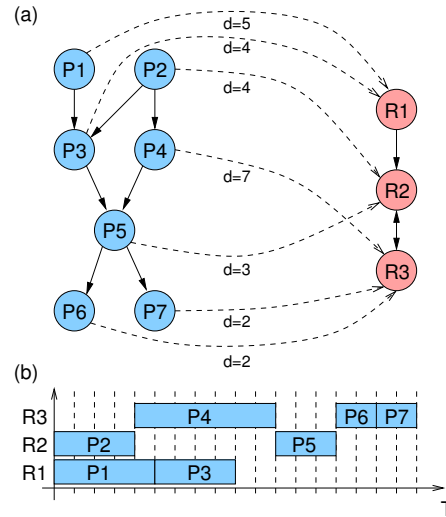 (a)
d=5
d=4
d=4
P1 P2
R1
P3 P4
d=7
R2
P5
d=3
R3
P6 P7
d=2
d=2
(b)
R3 P4 P6 P7
R2 P2 P5
R1 P1 P3